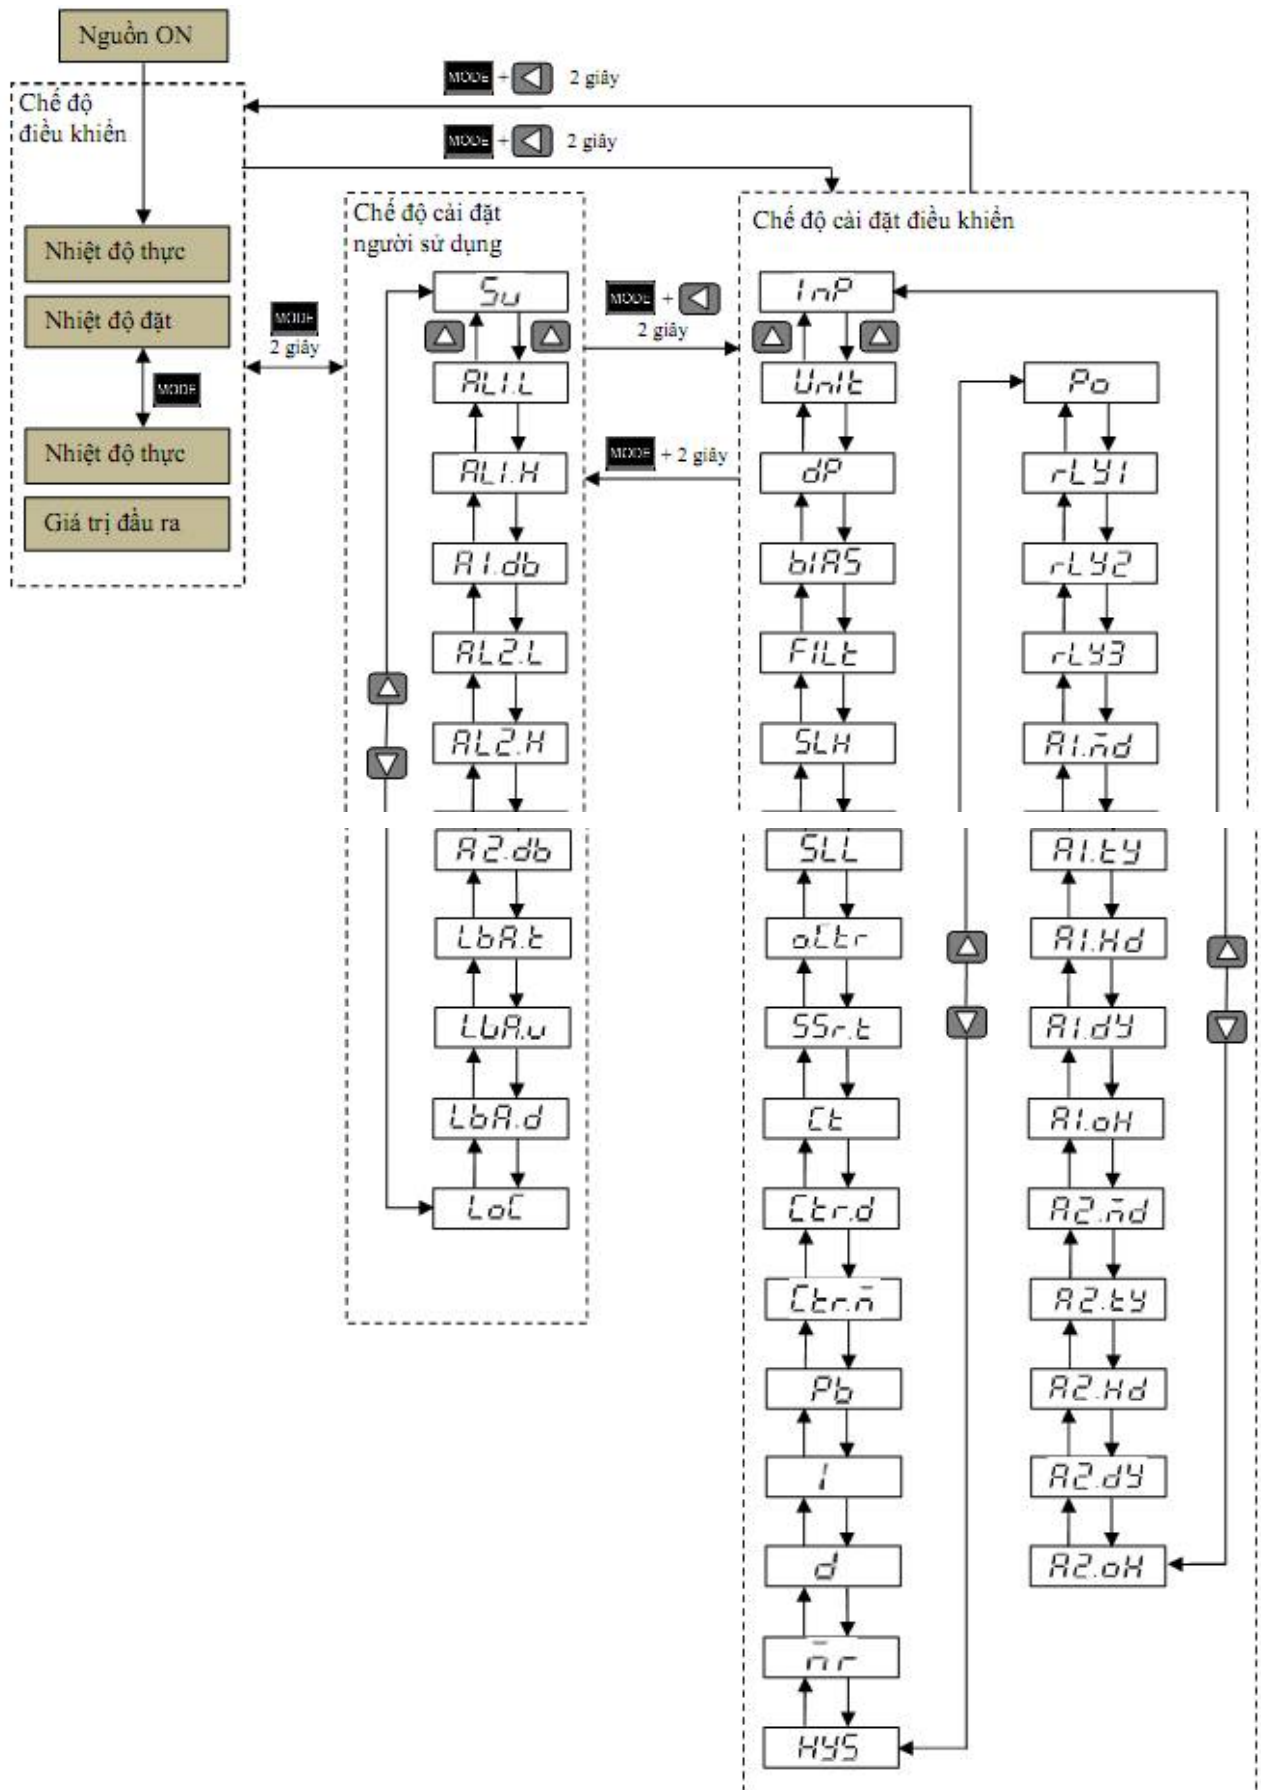 Nguồn ON
MODE + 2 giây
Chế độ
điều khiển
MODE + 2 giây
Nhiệt độ thực
Nhiệt độ đặt
MODE
Nhiệt độ thực
Giá trị đầu ra
MODE
2 giây
Chế độ cài đặt
người sử dụng
Su
AL1.L
AL1.H
A1.db
AL2.L
AL2.H
A2.db
LbA.t
LbA.u
LbA.d
LoC
MODE +
2 giây
MODE + 2 giây
Chế độ cài đặt điều khiển
InP
UnIt
dP
bIAS
FILt
SLH
SLL
o.Ctr
SSr.t
Ct
Ctr.d
Ctr.m
Pb
I
d
mr
HYS
Po
rLY1
rLY2
rLY3
A1.md
A1.tY
A1.Hd
A1.dY
A1.oH
A2.md
A2.tY
A2.Hd
A2.dY
A2.oH